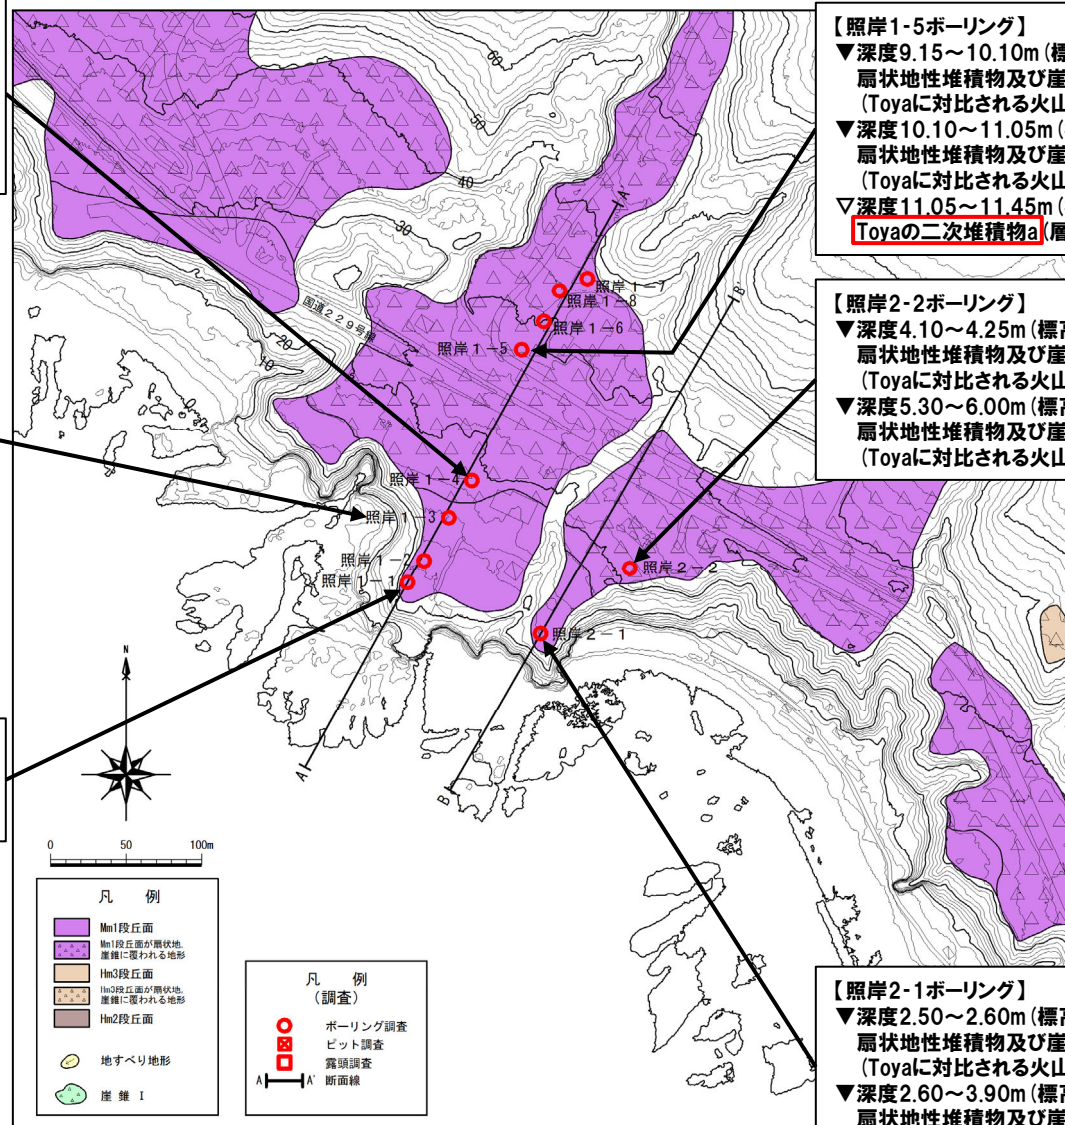 【照岸1-5ボーリング】
▼深度9.15～10.10m(標
扇状地性堆積物及び崖
(Toyaに対比される火山
▼深度10.10～11.05m(
扇状地性堆積物及び崖
(Toyaに対比される火山
▽深度11.05～11.45m(
Toyaの二次堆積物a(層
【照岸2-2ボーリング】
▼深度4.10～4.25m(標高
扇状地性堆積物及び崖
(Toyaに対比される火山
▼深度5.30～6.00m(標高
扇状地性堆積物及び崖
(Toyaに対比される火山
60
50
40
30
20
10
国道229号線
A'
B'
照岸1-7
照岸1-8
照岸1-6
照岸1-5
照岸1-4
照岸1-3
照岸1-2
照岸1-1
照岸2-2
照岸2-1
A
B
N
0 50 100m
凡 例
Mm1段丘面
Mm1段丘面が扇状地、
崖錐に覆われる地形
Hm3段丘面
Hm3段丘面が扇状地、
崖錐に覆われる地形
Hm2段丘面
地すべり地形
崖錐 I
凡 例
(調査)
ボーリング調査
ピット調査
露頭調査
A A' 断面線
【照岸2-1ボーリング】
▼深度2.50～2.60m(標高
扇状地性堆積物及び崖
(Toyaに対比される火山
▼深度2.60～3.90m(標高
扇状地性堆積物及び崖